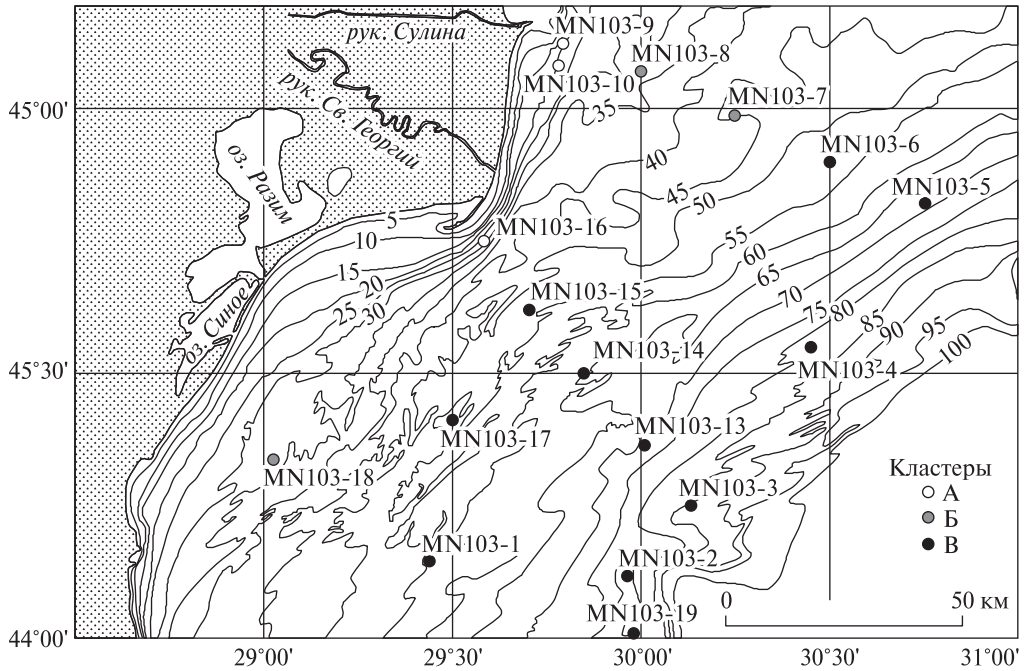 MN103-9
рук. Сулина
MN103-8
MN103-10
MN103-7
рук. Св. Георгии
35
45°00'
40
MN103-6
оз. Разим
45
50
MN103-5
5
MN103-16
10
55
60
15
65
20
25
30
MN103-15
70
75
80
85
90
95
100
оз. Синое
MN103-14
45°30'
MN103-4
MN103-17
MN103-13
MN103-18
MN103-3
Кластеры
А
Б
В
MN103-1
MN103-2
MN103-19
0
50 км
44°00'
29°00'
29°30'
30°00'
30°30'
31°00'